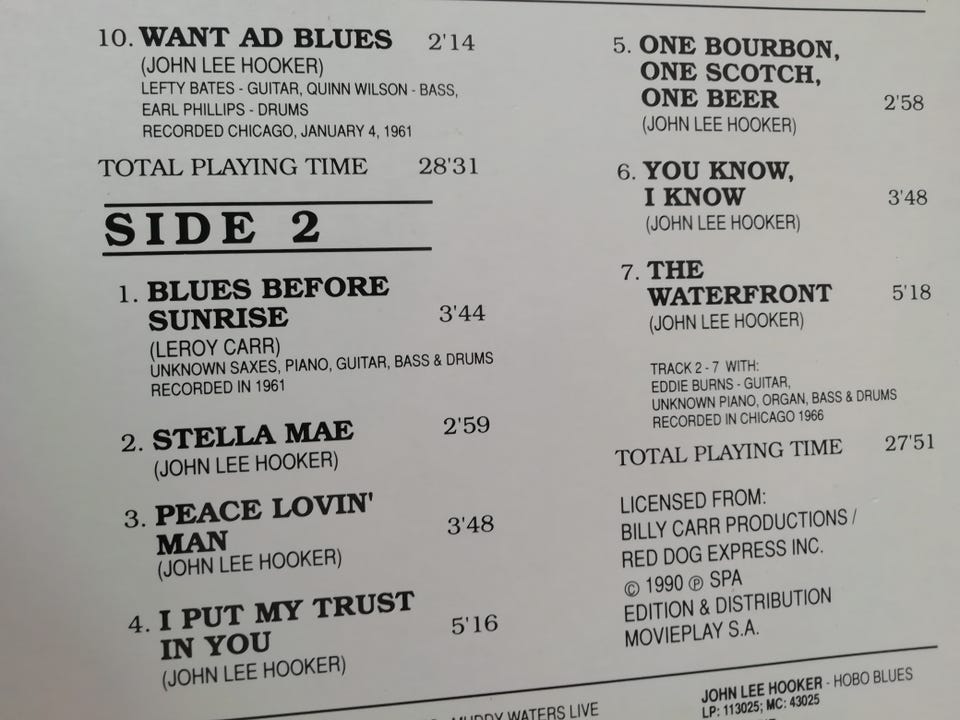 10. WANT AD BLUES 2'14
(JOHN LEE HOOKER)
LEFTY BATES - GUITAR, QUINN WILSON - BASS,
EARL PHILLIPS - DRUMS
RECORDED CHICAGO, JANUARY 4, 1961
TOTAL PLAYING TIME 28'31
SIDE 2
1. BLUES BEFORE
SUNRISE 3'44
(LEROY CARR)
UNKNOWN SAXES, PIANO, GUITAR, BASS & DRUMS
RECORDED IN 1961
2. STELLA MAE 2'59
(JOHN LEE HOOKER)
3. PEACE LOVIN'
MAN 3'48
(JOHN LEE HOOKER)
4. I PUT MY TRUST
IN YOU 5'16
(JOHN LEE HOOKER)
5. ONE BOURBON,
ONE SCOTCH,
ONE BEER 2'58
(JOHN LEE HOOKER)
6. YOU KNOW,
I KNOW 3'48
(JOHN LEE HOOKER)
7. THE
WATERFRONT 5'18
(JOHN LEE HOOKER)
TRACK 2 - 7 WITH:
EDDIE BURNS - GUITAR,
UNKNOWN PIANO, ORGAN, BASS & DRUMS
RECORDED IN CHICAGO 1966
TOTAL PLAYING TIME 27'51
LICENSED FROM:
BILLY CARR PRODUCTIONS /
RED DOG EXPRESS INC.
© 1990 ℗ SPA
EDITION & DISTRIBUTION
MOVIEPLAY S.A.
MUDDY WATERS LIVE
JOHN LEE HOOKER - HOBO BLUES
LP: 113025; MC: 43025